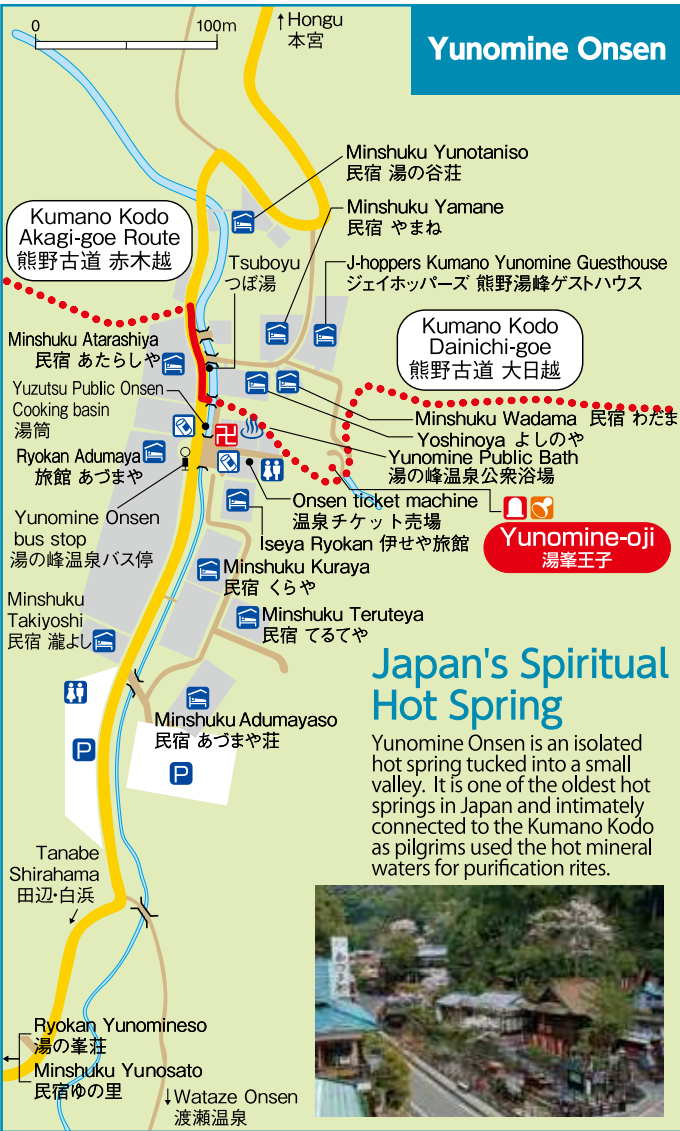 0
100m
↑Hongu
本宮
Yunomine Onsen
Minshuku Yunotaniso
民宿 湯の谷荘
Minshuku Yamane
民宿 やまね
Kumano Kodo
Akagi-goe Route
熊野古道 赤木越
Tsuboyu
つぼ湯
J-hoppers Kumano Yunomine Guesthouse
ジェイホッパーズ 熊野湯峰ゲストハウス
Kumano Kodo
Dainichi-goe
熊野古道 大日越
Minshuku Atarashiya
民宿 あたらしや
Yuzutsu Public Onsen
Cooking basin
湯筒
Minshuku Wadama 民宿 わだま
Yoshinoya よしのや
Yunomine Public Bath
湯の峰温泉公衆浴場
Ryokan Adumaya
旅館 あづまや
卍
Onsen ticket machine
温泉チケット売場
Yunomine-oji
湯峯王子
Yunomine Onsen
bus stop
湯の峰温泉バス停
Iseya Ryokan 伊せや旅館
Minshuku Kuraya
民宿 くらや
Minshuku
Takiyoshi
民宿 瀧よし
Minshuku Teruteya
民宿 てるてや
Japan's Spiritual
Hot Spring
Minshuku Adumayaso
民宿 あづまや荘
P
P
Yunomine Onsen is an isolated
hot spring tucked into a small
valley. It is one of the oldest hot
springs in Japan and intimately
connected to the Kumano Kodo
as pilgrims used the hot mineral
waters for purification rites.
Tanabe
Shirahama
田辺・白浜
↙
Ryokan Yunomineso
湯の峯荘
←
Minshuku Yunosato
民宿ゆの里
↓Wataze Onsen
渡瀬温泉